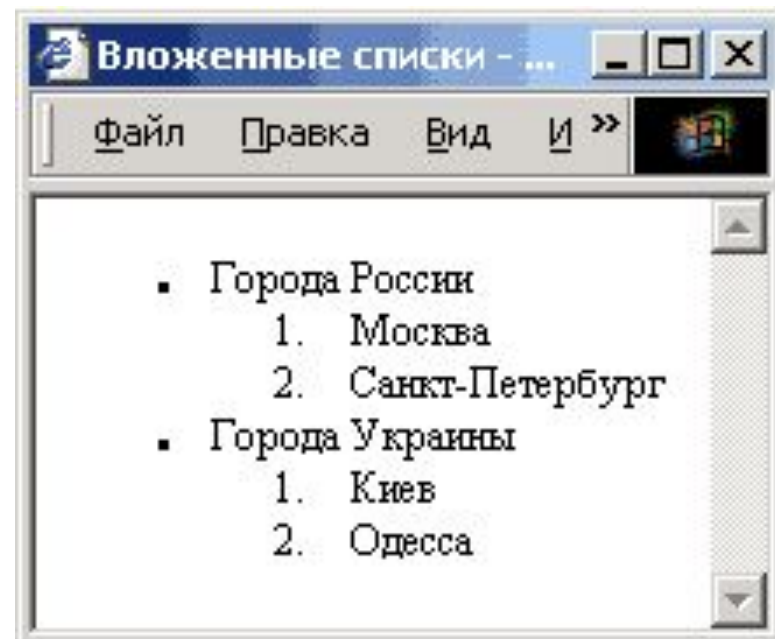 Вложенные списки - ...
Файл Правка Вид И »
▪ Города России
1. Москва
2. Санкт-Петербург
▪ Города Украины
1. Киев
2. Одесса